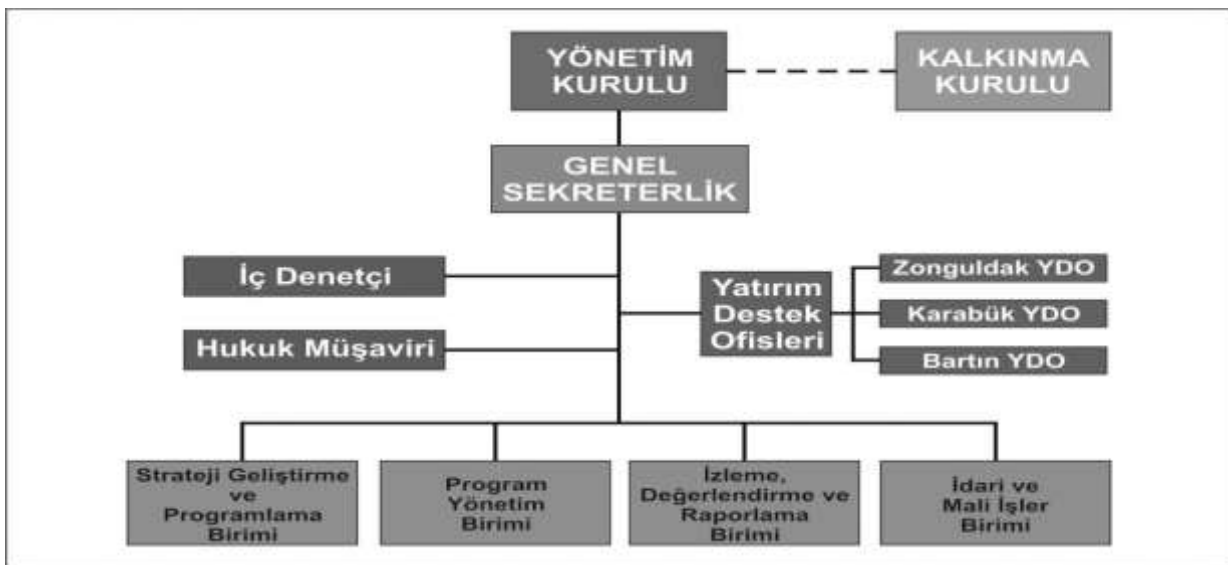 YÖNETİM
KURULU
KALKINMA
KURULU
GENEL
SEKRETERLİK
İç Denetçi
Hukuk Müşaviri
Yatırım
Destek
Ofisleri
Zonguldak YDO
Karabük YDO
Bartın YDO
Strateji Geliştirme
ve
Programlama
Birimi
Program
Yönetim
Birimi
İzleme,
Değerlendirme ve
Raporlama
Birimi
İdari ve
Mali İşler
Birimi